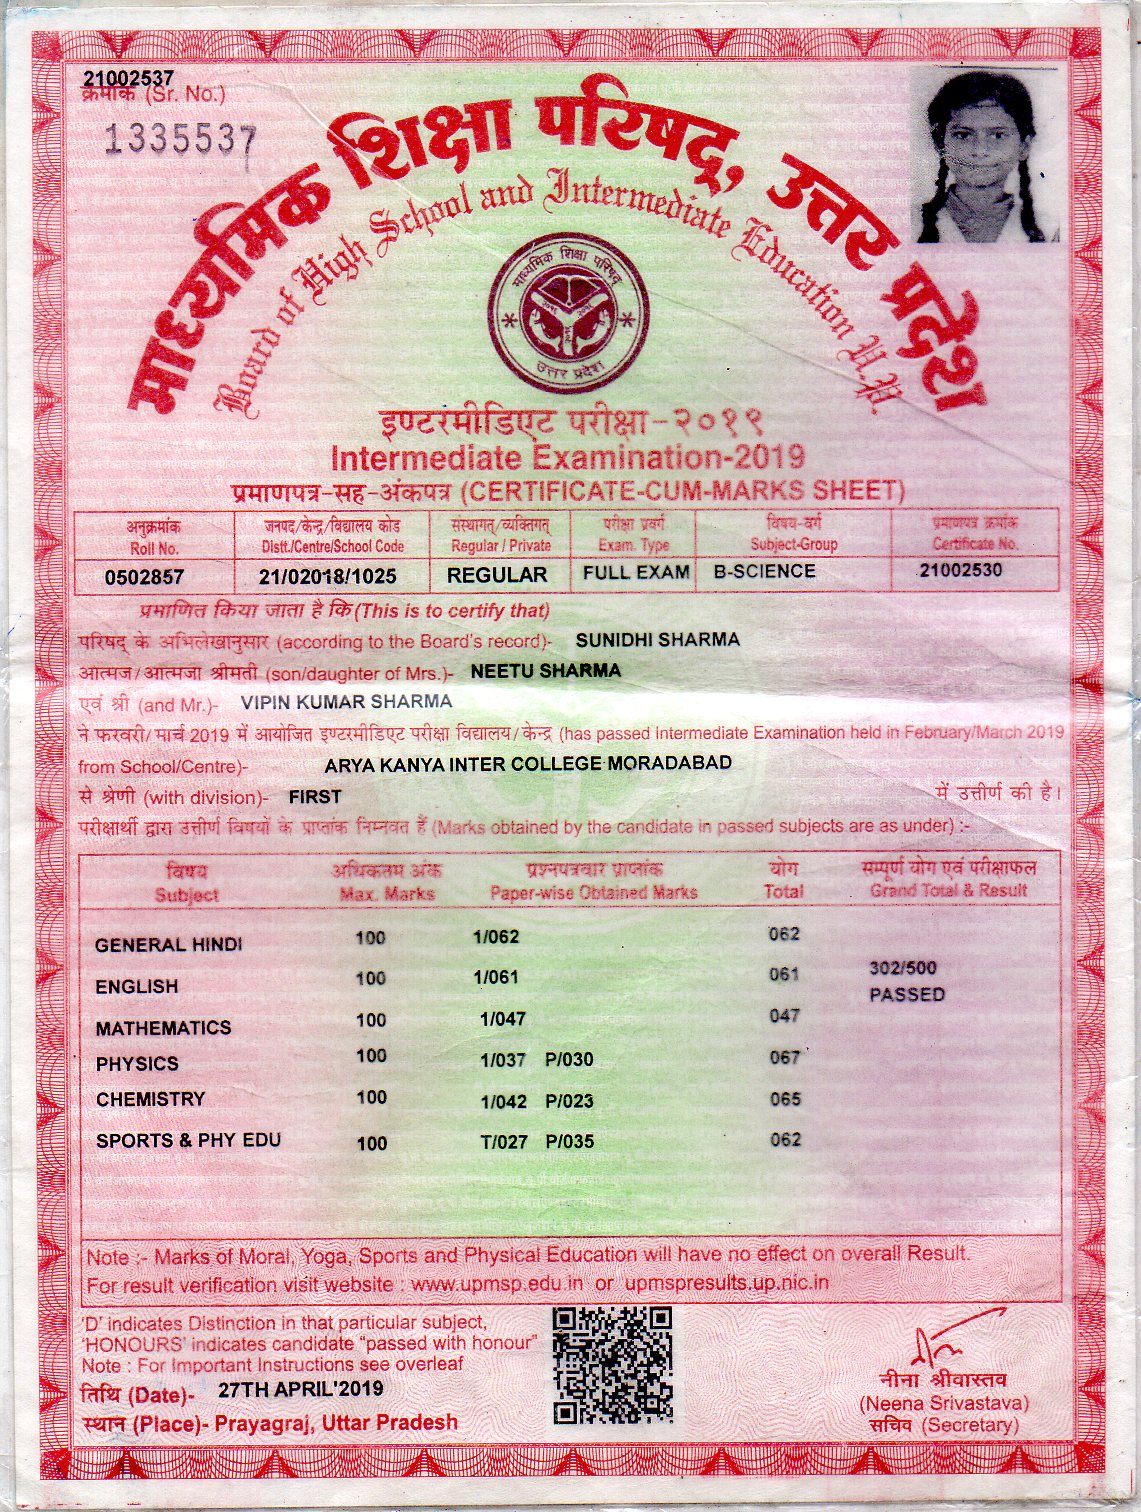 21002537
क्रमांक (Sr. No.)
1335537
माध्यमिक शिक्षा परिषद्, उत्तर प्रदेश
Board of High School and Intermediate Education U.P.
माध्यमिक शिक्षा परिषद्
उत्तर प्रदेश
इण्टरमीडिएट परीक्षा-२०१९
Intermediate Examination-2019
प्रमाणपत्र-सह-अंकपत्र (CERTIFICATE-CUM-MARKS SHEET)
अनुक्रमांक जनपद/केन्द्र/विद्यालय कोड संस्थागत्/व्यक्तिगत् परीक्षा प्रवर्ग विषय-वर्ग प्रमाणपत्र क्रमांक
Roll No. Distt./Centre/School Code Regular / Private Exam. Type Subject-Group Certificate No.
0502857 21/02018/1025 REGULAR FULL EXAM B-SCIENCE 21002530
प्रमाणित किया जाता है कि (This is to certify that)
परिषद् के अभिलेखानुसार (according to the Board's record)- SUNIDHI SHARMA
आत्मज/आत्मजा श्रीमती (son/daughter of Mrs.)- NEETU SHARMA
एवं श्री (and Mr.)- VIPIN KUMAR SHARMA
ने फरवरी/मार्च 2019 में आयोजित इण्टरमीडिएट परीक्षा विद्यालय/केन्द्र (has passed Intermediate Examination held in February/March 2019
from School/Centre)- ARYA KANYA INTER COLLEGE MORADABAD
से श्रेणी (with division)- FIRST में उत्तीर्ण की है।
परीक्षार्थी द्वारा उत्तीर्ण विषयों के प्राप्तांक निम्नवत हैं (Marks obtained by the candidate in passed subjects are as under) :-
विषय अधिकतम अंक प्रश्नपत्रवार प्राप्तांक योग सम्पूर्ण योग एवं परीक्षाफल
Subject Max. Marks Paper-wise Obtained Marks Total Grand Total & Result
GENERAL HINDI 100 1/062 062
ENGLISH 100 1/061 061 302/500
PASSED
MATHEMATICS 100 1/047 047
PHYSICS 100 1/037 P/030 067
CHEMISTRY 100 1/042 P/023 065
SPORTS & PHY EDU 100 T/027 P/035 062
Note :- Marks of Moral, Yoga, Sports and Physical Education will have no effect on overall Result.
For result verification visit website : www.upmsp.edu.in or upmspresults.up.nic.in
'D' indicates Distinction in that particular subject,
'HONOURS' indicates candidate "passed with honour"
Note : For Important Instructions see overleaf
तिथि (Date)- 27TH APRIL'2019
स्थान (Place)- Prayagraj, Uttar Pradesh
नीना श्रीवास्तव
(Neena Srivastava)
सचिव (Secretary)